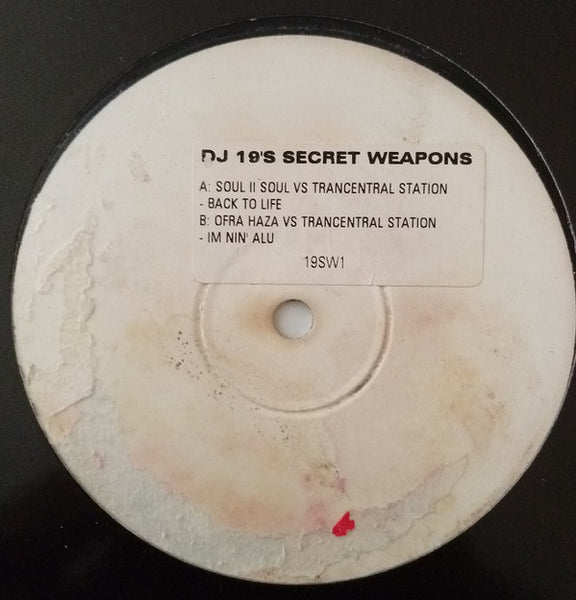 DJ 19'S SECRET WEAPONS
A: SOUL II SOUL VS TRANCENTRAL STATION
- BACK TO LIFE
B: OFRA HAZA VS TRANCENTRAL STATION
- IM NIN' ALU
19SW1